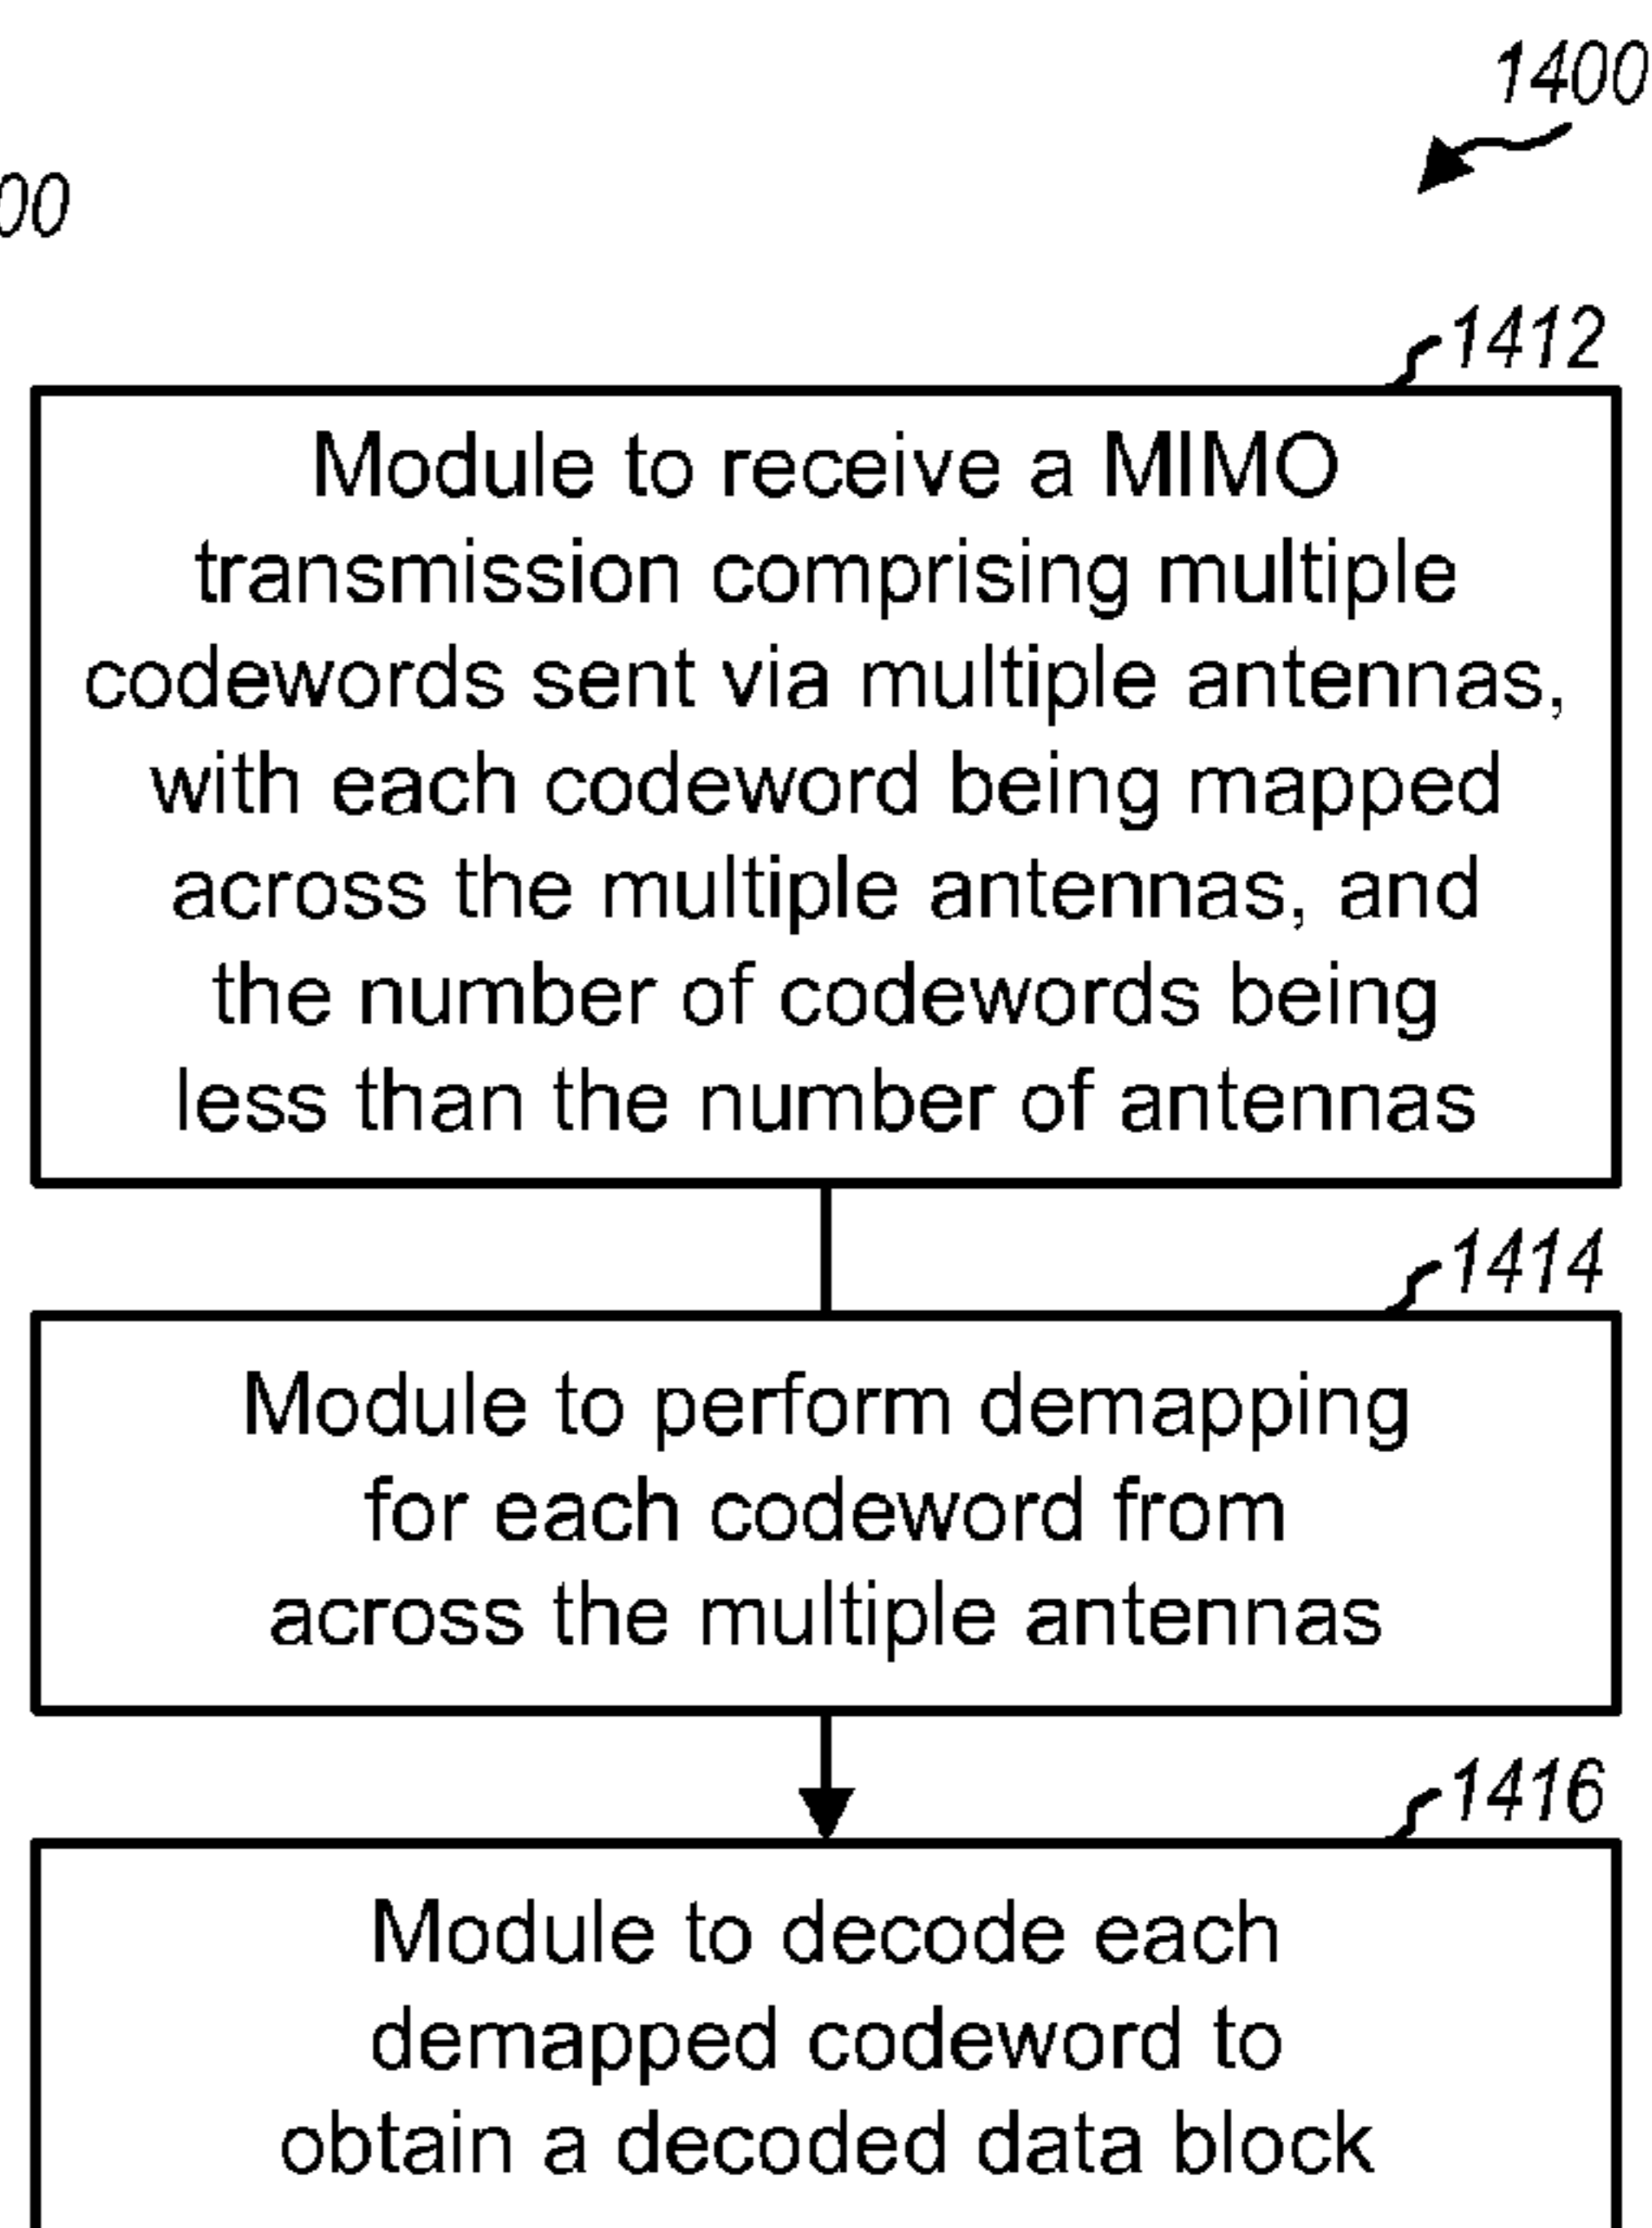 1400
00
1412
Module to receive a MIMO
transmission comprising multiple
codewords sent via multiple antennas,
with each codeword being mapped
across the multiple antennas, and
the number of codewords being
less than the number of antennas
1414
Module to perform demapping
for each codeword from
across the multiple antennas
1416
Module to decode each
demapped codeword to
obtain a decoded data block